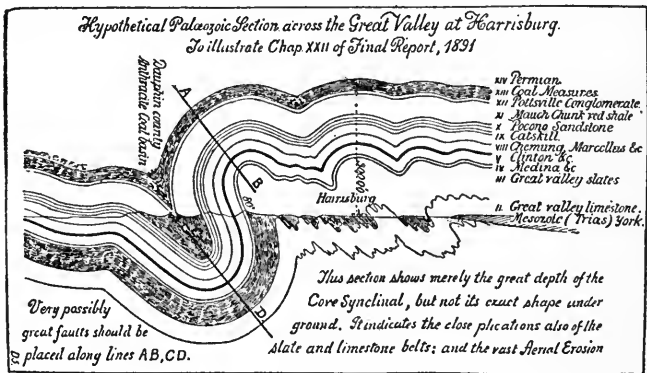 Hypothetical Palæozoic Section across the Great Valley at Harrisburg.
To illustrate Chap. XXII of Final Report, 1891
Dauphin county
Anthracite Coal basin
A
B
D
Harrisburg
XIV Permian.
XIII Coal Measures.
XII Pottsville Conglomerate.
XI Mauch Chunk red shale
X Pocono Sandstone
IX Catskill.
VIII Chemung, Marcellus &c
V Clinton &c
IV Medina &c
III Great valley slates
II Great valley limestone.
Mesozoic (Trias) York.
Very possibly
great faults should be
placed along lines AB, CD.
This section shows merely the great depth of the
Cove Synclinal, but not its exact shape under
ground. It indicates the close plications also of the
slate and limestone belts; and the vast Aerial Erosion